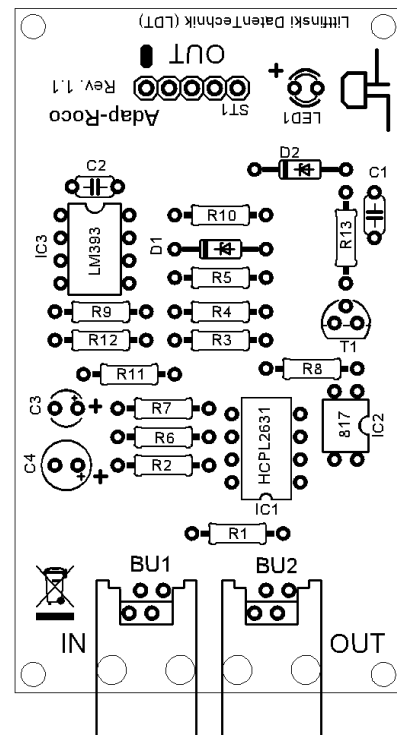 Littfinski DatenTechnik (LDT)
OUT
Rev. 1.1
Adap-Roco
ST1
+
LED1
D2
C2
C1
R10
R13
IC3
LM393
D1
R5
R9
R4
T1
R12
R3
R11
R8
C3
+
+
R7
817
IC2
R6
HCPL2631
C4
+
+
R2
IC1
R1
BU1
BU2
IN
OUT